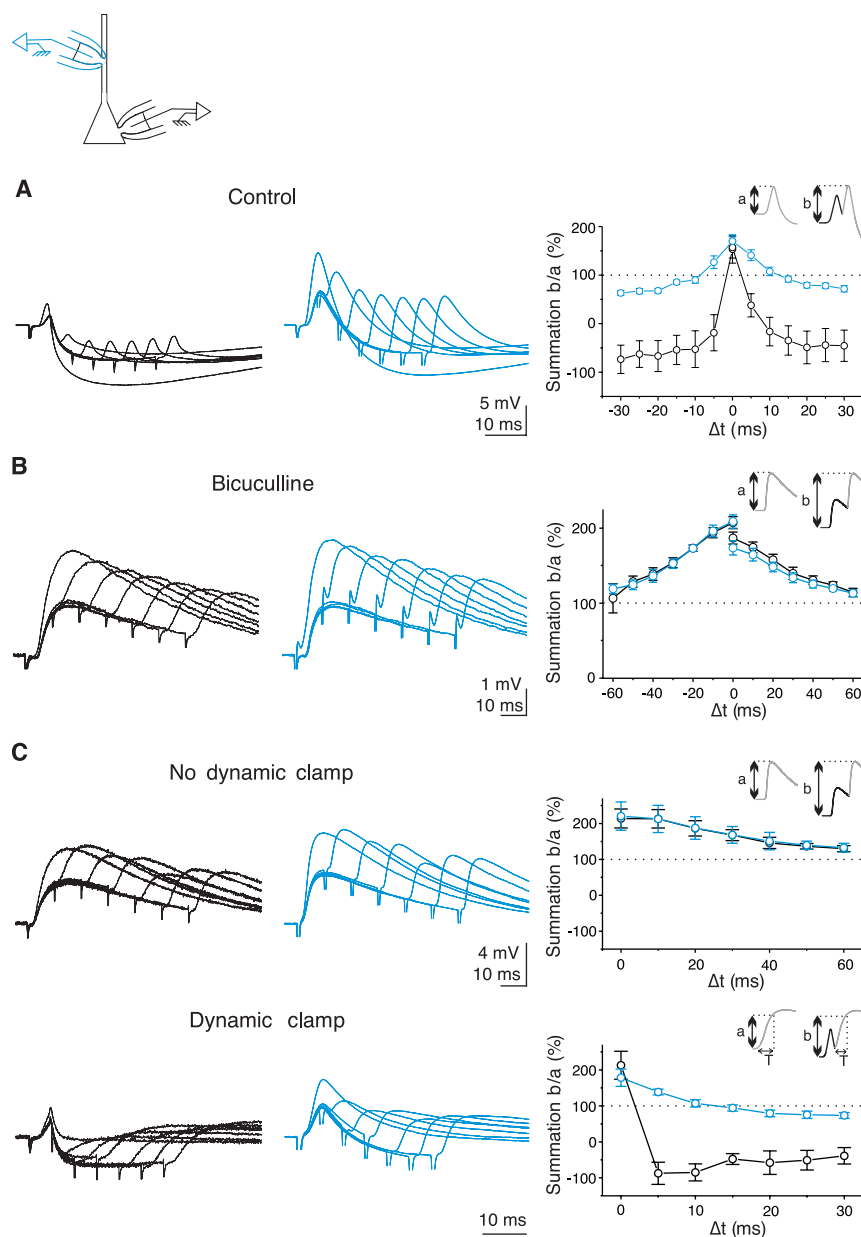 A
Control
a
b
Summation b/a (%)
200
100
0
-100
-30
-20
-10
0
10
20
30
Δt (ms)
5 mV
10 ms
B
Bicuculline
a
b
Summation b/a (%)
200
100
0
-60
-40
-20
0
20
40
60
Δt (ms)
1 mV
10 ms
C
No dynamic clamp
a
b
Summation b/a (%)
200
100
0
-100
0
20
40
60
Δt (ms)
4 mV
10 ms
Dynamic clamp
a
b
T
T
Summation b/a (%)
200
100
0
-100
0
10
20
30
Δt (ms)
10 ms